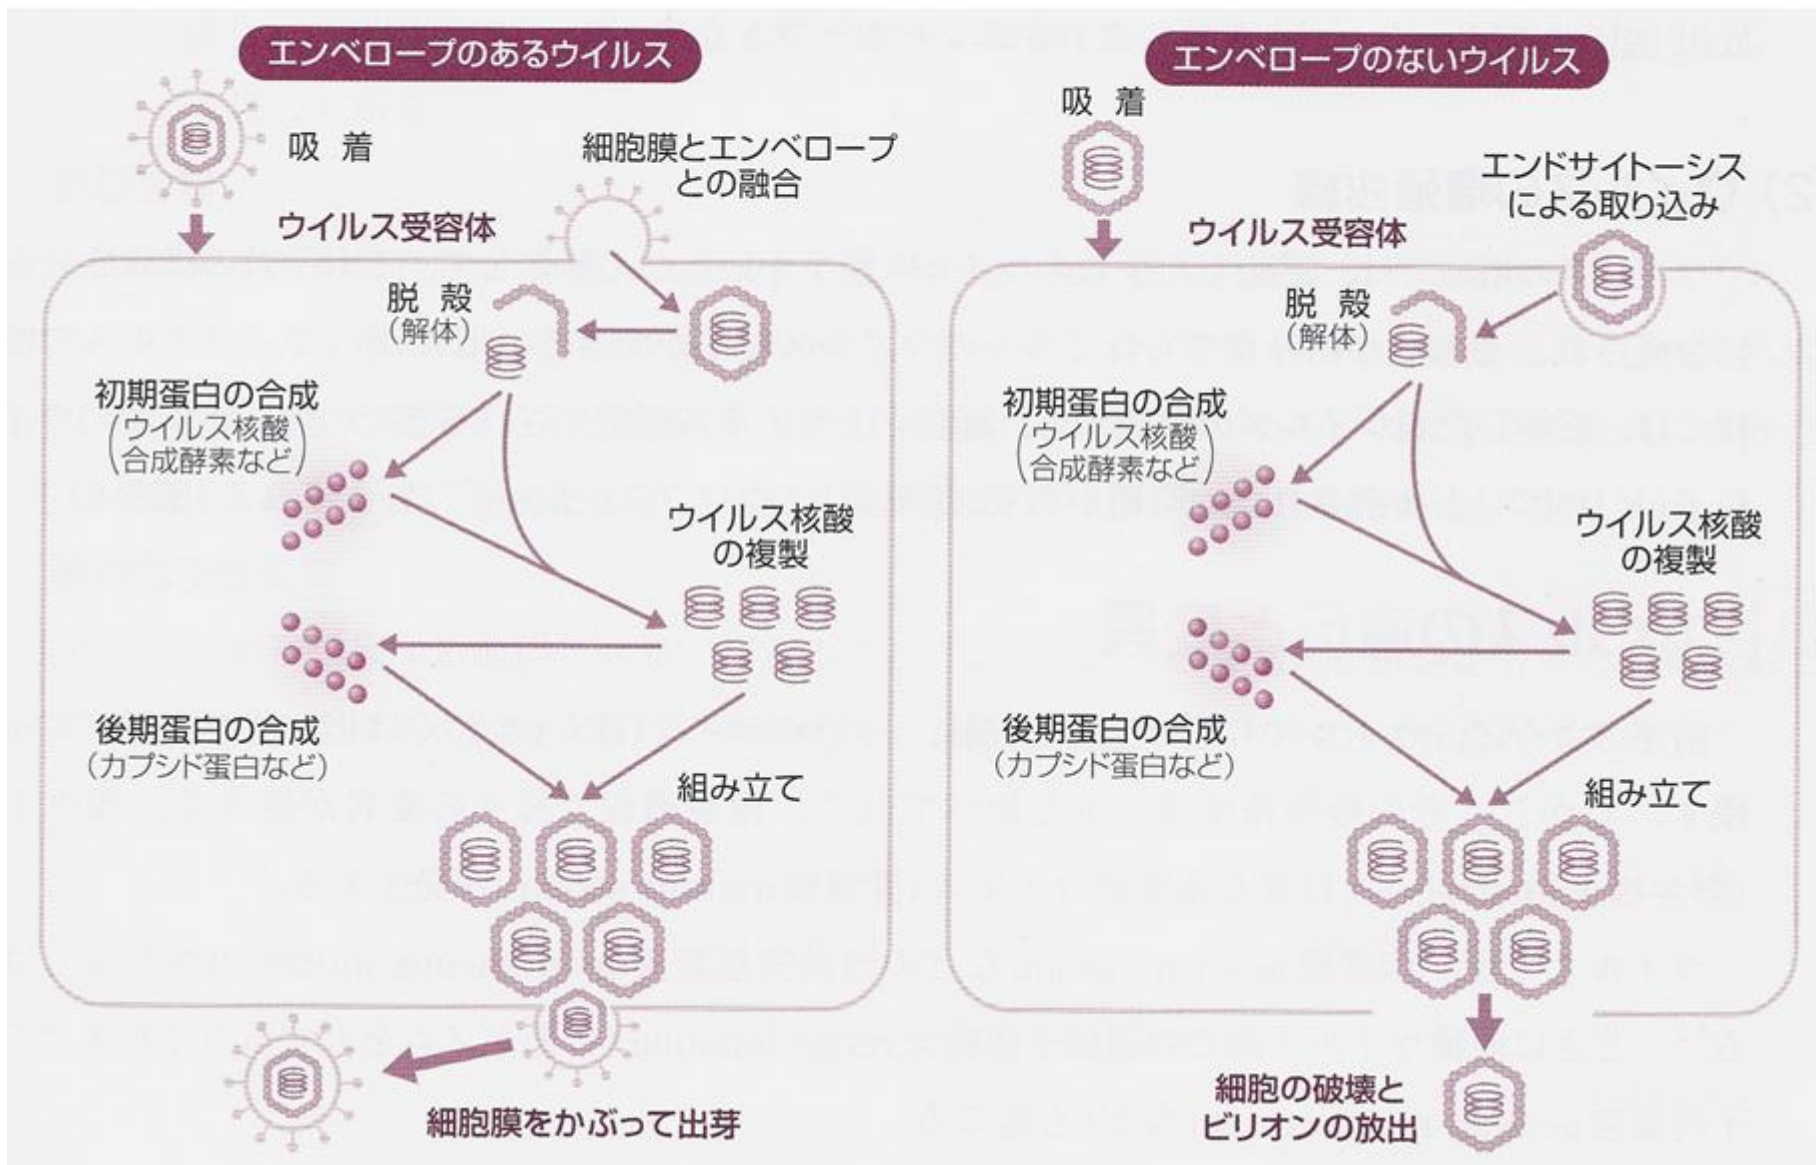 エンベロープのあるウイルス
吸 着
細胞膜とエンベロープ
との融合
ウイルス受容体
脱 殻
(解体)
初期蛋白の合成
(ウイルス核酸
合成酵素など)
ウイルス核酸
の複製
後期蛋白の合成
(カプシド蛋白など)
組み立て
細胞膜をかぶって出芽
エンベロープのないウイルス
吸 着
エンドサイトーシス
による取り込み
ウイルス受容体
脱 殻
(解体)
初期蛋白の合成
(ウイルス核酸
合成酵素など)
ウイルス核酸
の複製
後期蛋白の合成
(カプシド蛋白など)
組み立て
細胞の破壊と
ビリオンの放出